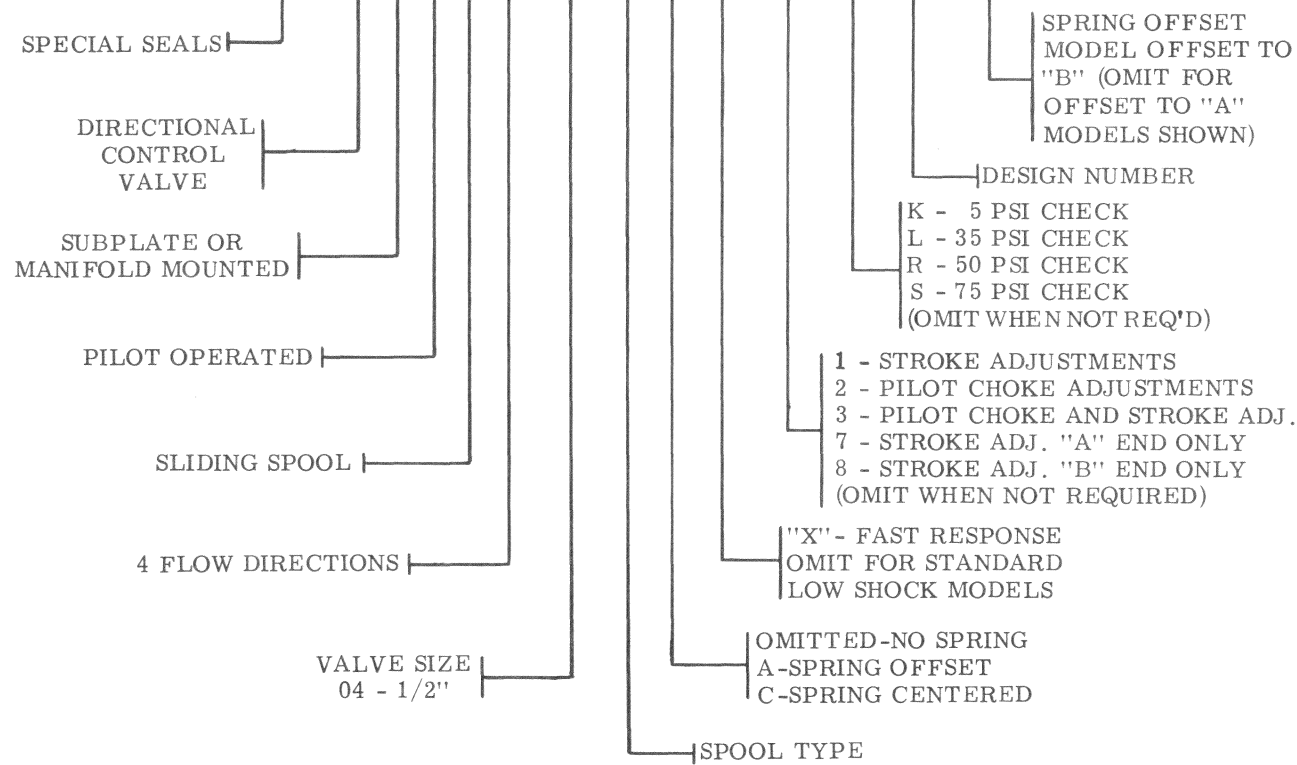 SPECIAL SEALS
DIRECTIONAL
CONTROL
VALVE
SUBPLATE OR
MANIFOLD MOUNTED
PILOT OPERATED
SLIDING SPOOL
4 FLOW DIRECTIONS
VALVE SIZE
04 - 1/2"
SPRING OFFSET
MODEL OFFSET TO
"B" (OMIT FOR
OFFSET TO "A"
MODELS SHOWN)
DESIGN NUMBER
K - 5 PSI CHECK
L - 35 PSI CHECK
R - 50 PSI CHECK
S - 75 PSI CHECK
(OMIT WHEN NOT REQ'D)
1 - STROKE ADJUSTMENTS
2 - PILOT CHOKE ADJUSTMENTS
3 - PILOT CHOKE AND STROKE ADJ.
7 - STROKE ADJ. "A" END ONLY
8 - STROKE ADJ. "B" END ONLY
(OMIT WHEN NOT REQUIRED)
"X" - FAST RESPONSE
OMIT FOR STANDARD
LOW SHOCK MODELS
OMITTED-NO SPRING
A-SPRING OFFSET
C-SPRING CENTERED
SPOOL TYPE